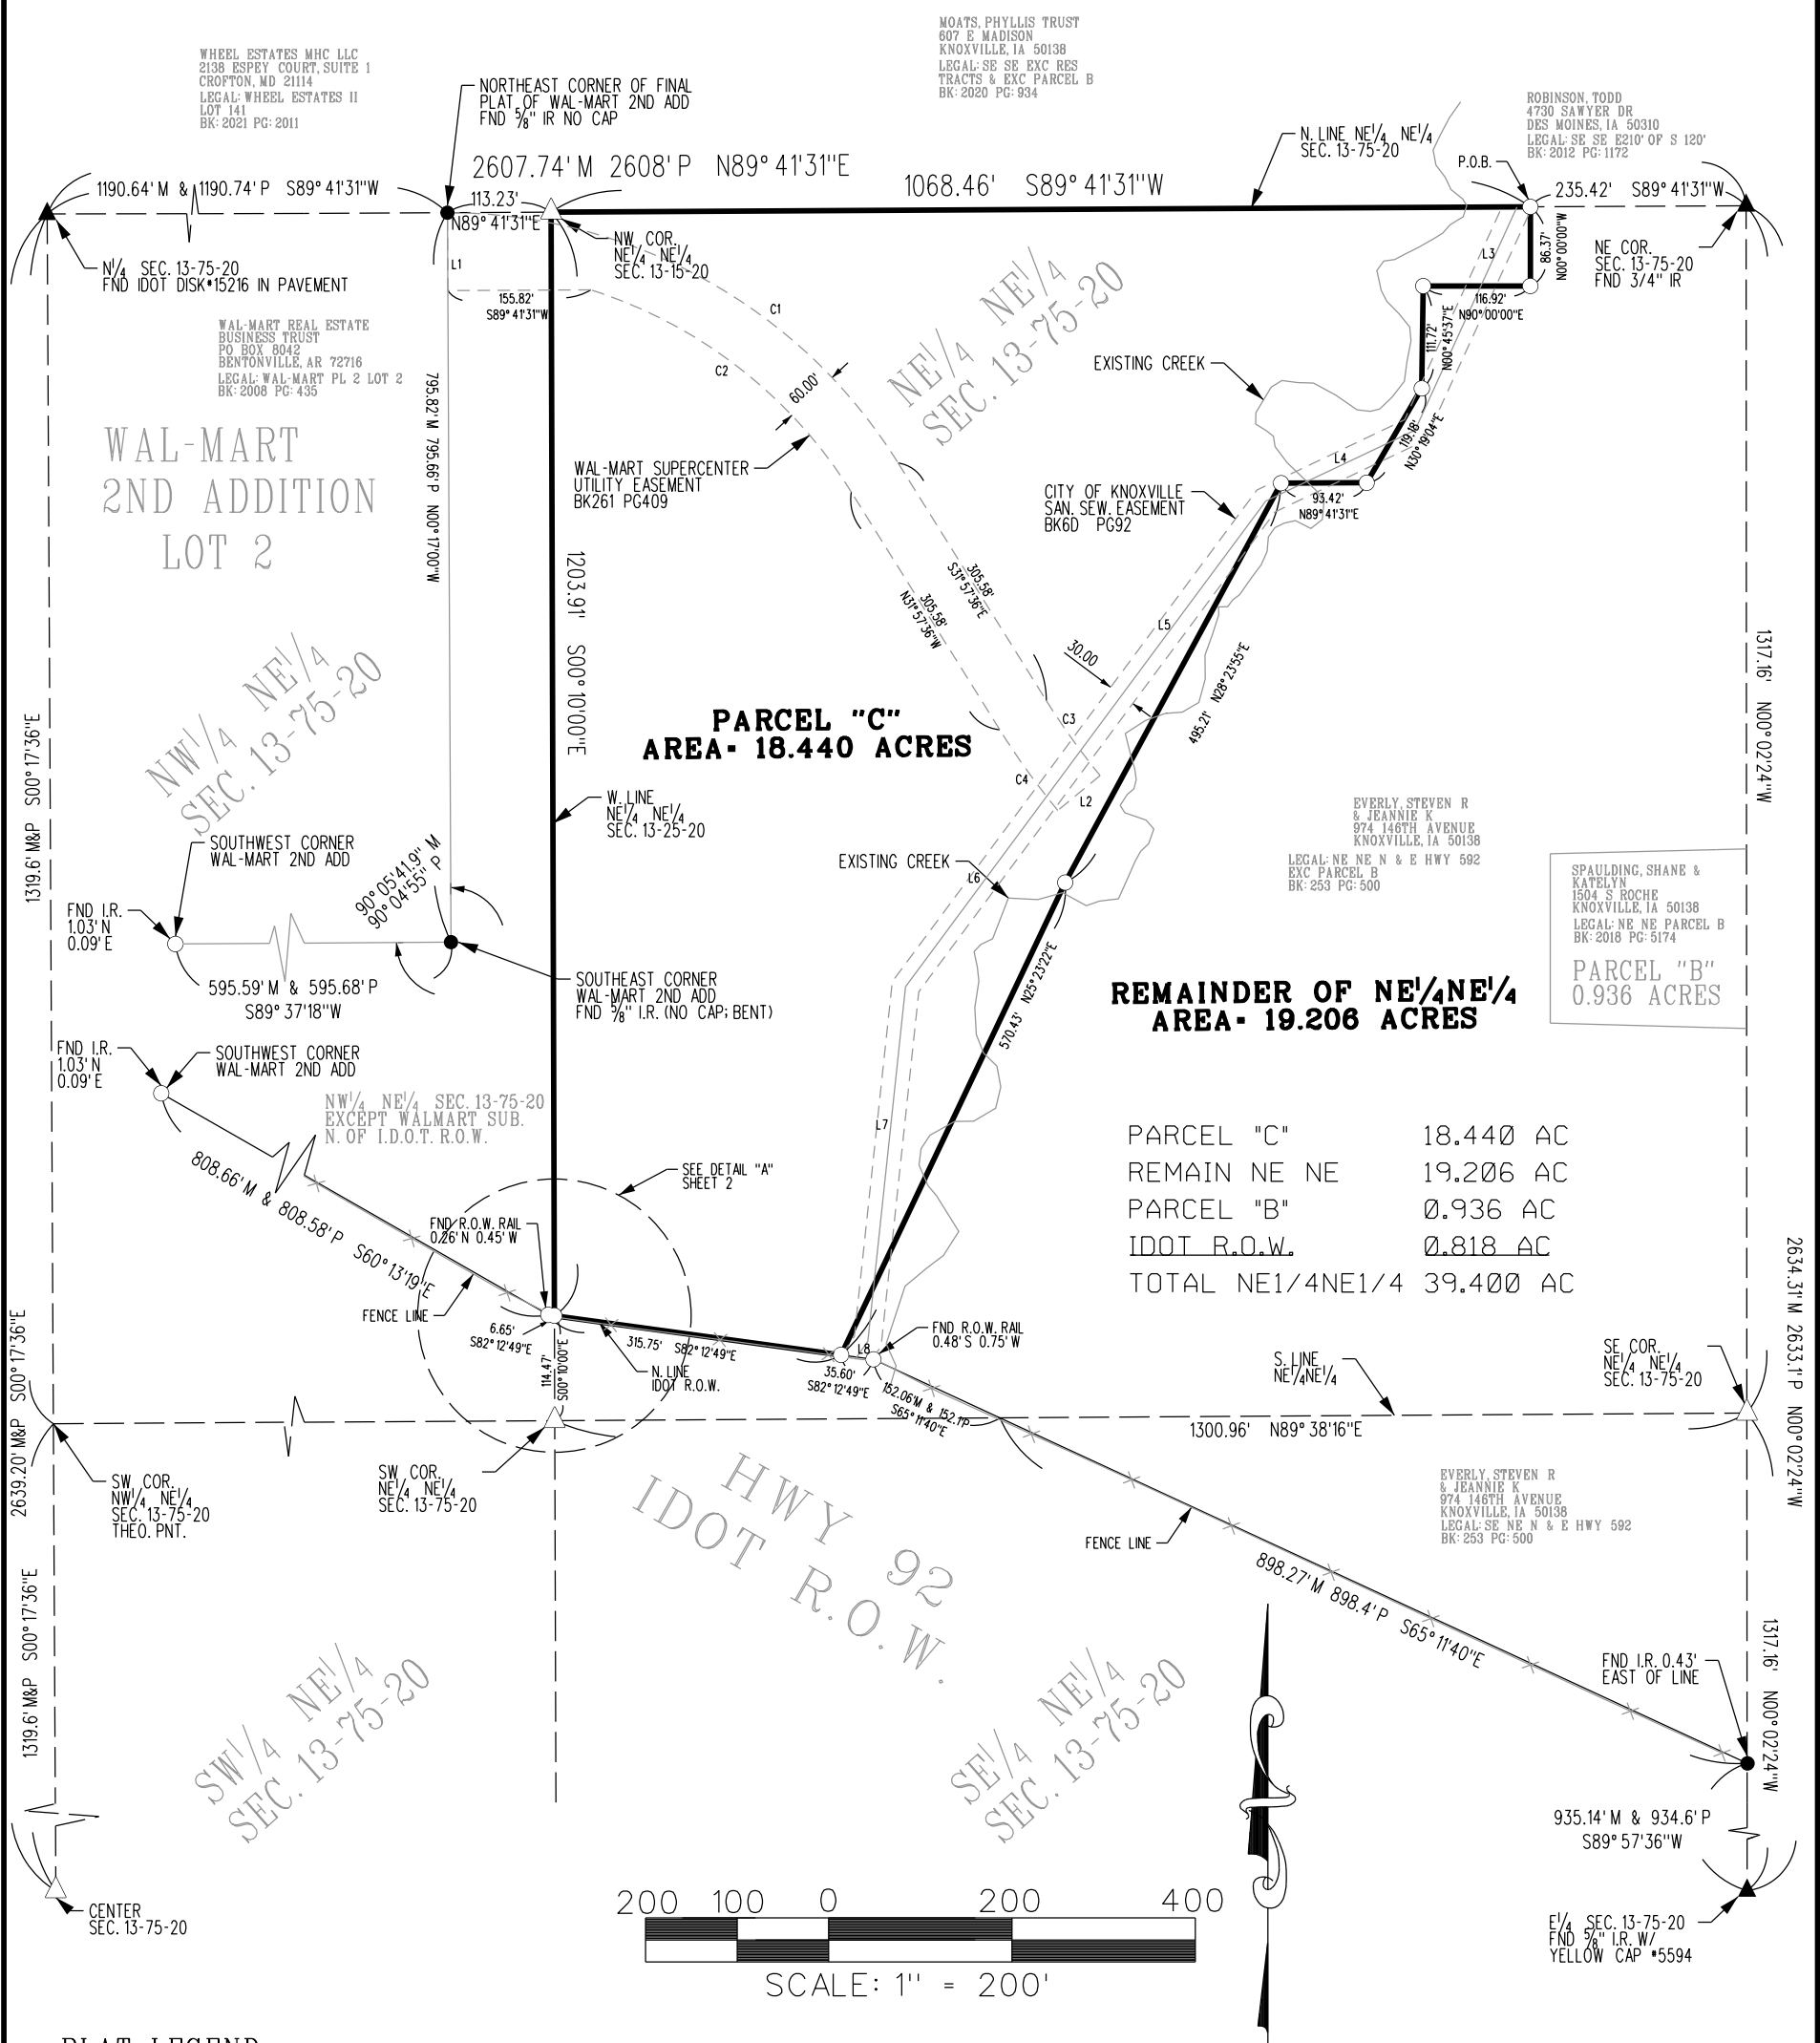 WHEEL ESTATES MHC LLC
2138 ESPEY COURT, SUITE 1
CROFTON, MD 21114
LEGAL: WHEEL ESTATES II
LOT 141
BK: 2021 PG: 2011
NORTHEAST CORNER OF FINAL
PLAT OF WAL-MART 2ND ADD
FND 5/8" IR NO CAP
MOATS, PHYLLIS TRUST
607 E MADISON
KNOXVILLE, IA 50138
LEGAL: SE SE EXC RES
TRACTS & EXC PARCEL B
BK: 2020 PG: 934
ROBINSON, TODD
4730 SAWYER DR
DES MOINES, IA 50310
LEGAL: SE SE E210' OF S 120'
BK: 2012 PG: 1172
N. LINE NE1/4 NE1/4
SEC. 13-75-20
P.O.B.
2607.74' M 2608' P N89°41'31"E
1190.64' M & 1190.74' P S89°41'31"W
113.23'
N89°41'31"E
1068.46' S89°41'31"W
235.42' S89°41'31"W
N1/4 SEC. 13-75-20
FND IDOT DISK#15216 IN PAVEMENT
L1
NW COR.
NE1/4 NE1/4
SEC. 13-15-20
155.82'
S89°41'31"W
C1
C2
60.00'
NE1/4 NE1/4
SEC. 13-75-20
L3
86.37'
N00°00'00"W
NE COR.
SEC. 13-75-20
FND 3/4" IR
116.92'
N90°00'00"E
111.72'
N00°45'37"E
EXISTING CREEK
WAL-MART REAL ESTATE
BUSINESS TRUST
PO BOX 8042
BENTONVILLE, AR 72716
LEGAL: WAL-MART PL 2 LOT 2
BK: 2008 PG: 435
WAL-MART
2ND ADDITION
LOT 2
795.82' M 795.66' P N00°17'00"W
WAL-MART SUPERCENTER
UTILITY EASEMENT
BK261 PG409
119.18'
N30°19'04"E
L4
93.42'
N89°41'31"E
CITY OF KNOXVILLE
SAN. SEW. EASEMENT
BK6D PG92
1203.91' S00°10'00"E
305.58'
S31°57'36"E
305.58'
N31°57'36"W
L5
30.00
495.21' N28°23'55"E
1317.16' N00°02'24"W
NW1/4 NE1/4
SEC. 13-75-20
1319.6' M&P S00°17'36"E
PARCEL "C"
AREA= 18.440 ACRES
C3
C4
L2
W. LINE
NE1/4 NE1/4
SEC. 13-25-20
EVERLY, STEVEN R
& JEANNIE K
974 146TH AVENUE
KNOXVILLE, IA 50138
LEGAL: NE NE N & E HWY 592
EXC PARCEL B
BK: 253 PG: 500
SOUTHWEST CORNER
WAL-MART 2ND ADD
90°05'41.9" M
90°04'55" P
EXISTING CREEK
L6
SPAULDING, SHANE &
KATELYN
1504 S ROCHE
KNOXVILLE, IA 50138
LEGAL: NE NE PARCEL B
BK: 2018 PG: 5174
PARCEL "B"
0.936 ACRES
FND I.R.
1.03' N
0.09' E
595.59' M & 595.68' P
S89°37'18"W
SOUTHEAST CORNER
WAL-MART 2ND ADD
FND 5/8" I.R. (NO CAP; BENT)
570.43' N25°23'22"E
REMAINDER OF NE1/4NE1/4
AREA= 19.206 ACRES
FND I.R.
1.03' N
0.09' E
SOUTHWEST CORNER
WAL-MART 2ND ADD
NW1/4 NE1/4 SEC. 13-75-20
EXCEPT WALMART SUB.
N. OF I.D.O.T. R.O.W.
L7
PARCEL "C" 18.440 AC
REMAIN NE NE 19.206 AC
PARCEL "B" 0.936 AC
IDOT R.O.W. 0.818 AC
TOTAL NE1/4NE1/4 39.400 AC
808.66' M & 808.58' P S60°13'19"E
SEE DETAIL "A"
SHEET 2
FND R.O.W. RAIL
0.26' N 0.45' W
FENCE LINE
6.65'
S82°12'49"E
315.75' S82°12'49"E
114.47'
S00°10'00"E
N. LINE
IDOT R.O.W.
L8
35.60'
S82°12'49"E
FND R.O.W. RAIL
0.48' S 0.75' W
152.06'M & 152.1'P
S65°11'40"E
S. LINE
NE1/4NE1/4
SE COR.
NE1/4 NE1/4
SEC. 13-75-20
1300.96' N89°38'16"E
2634.31' M 2633.1' P N00°02'24"W
2639.20' M&P S00°17'36"E
SW COR.
NW1/4 NE1/4
SEC. 13-75-20
THEO. PNT.
SW COR.
NE1/4 NE1/4
SEC. 13-75-20
HWY 92
IDOT R.O.W.
EVERLY, STEVEN R
& JEANNIE K
974 146TH AVENUE
KNOXVILLE, IA 50138
LEGAL: SE NE N & E HWY 592
BK: 253 PG: 500
FENCE LINE
898.27' M 898.4' P S65°11'40"E
1319.6' M&P S00°17'36"E
SW1/4 NE1/4
SEC. 13-75-20
SE1/4 NE1/4
SEC. 13-75-20
FND I.R. 0.43'
EAST OF LINE
1317.16' N00°02'24"W
935.14' M & 934.6' P
S89°57'36"W
CENTER
SEC. 13-75-20
E1/4 SEC. 13-75-20
FND 5/8" I.R. W/
YELLOW CAP #5594
200 100 0 200 400
SCALE: 1" = 200'
PLAT LEGEND